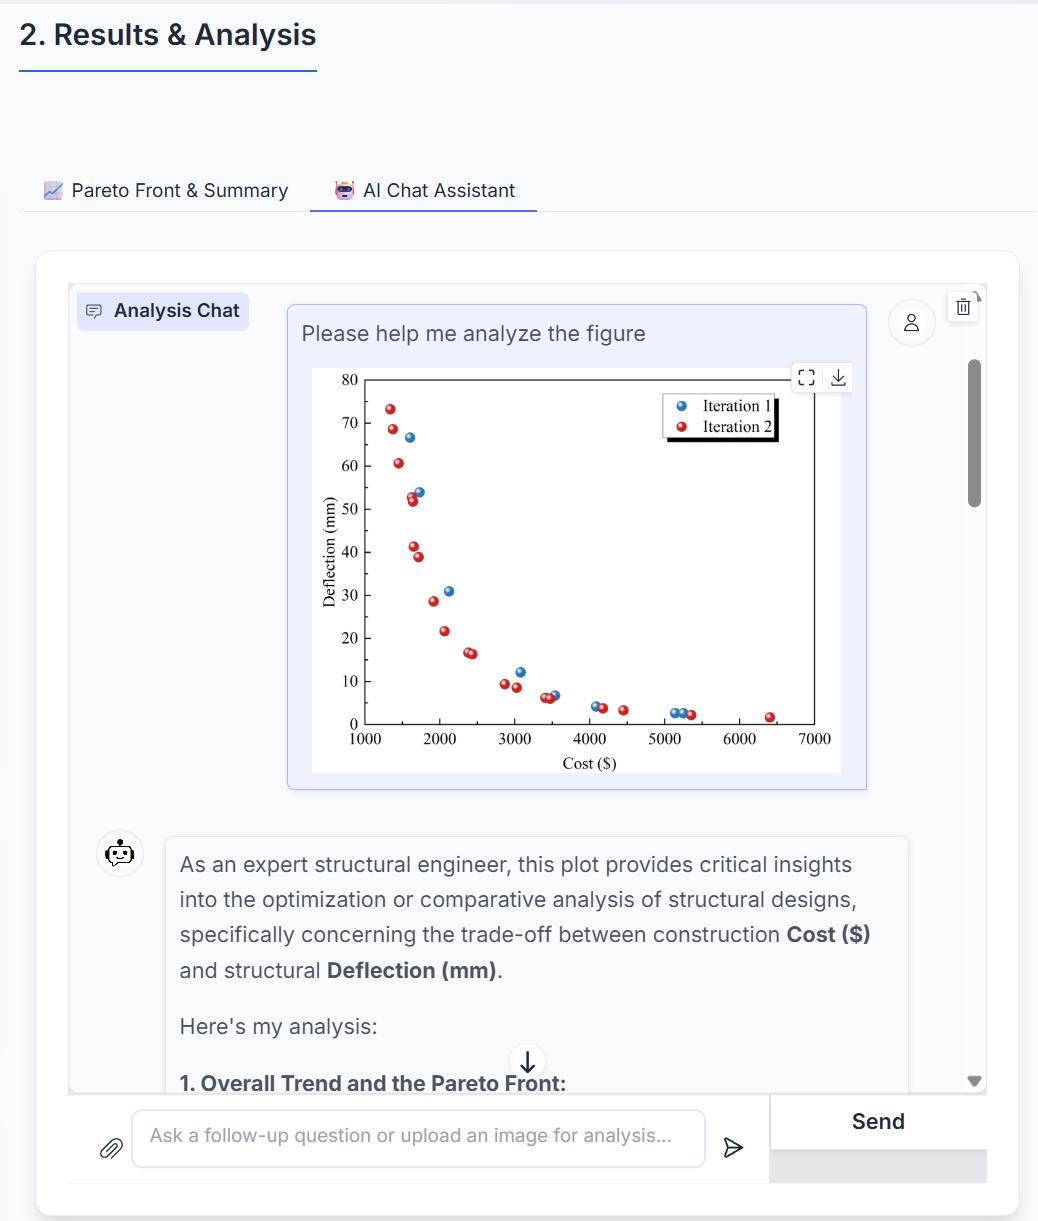 2. Results & Analysis
Pareto Front & Summary
AI Chat Assistant
Analysis Chat
Please help me analyze the figure
80
70
60
50
40
30
20
10
0
Deflection (mm)
Iteration 1
Iteration 2
1000 2000 3000 4000 5000 6000 7000
Cost ($)
As an expert structural engineer, this plot provides critical insights
into the optimization or comparative analysis of structural designs,
specifically concerning the trade-off between construction Cost ($)
and structural Deflection (mm).
Here's my analysis:
1. Overall Trend and the Pareto Front:
Ask a follow-up question or upload an image for analysis...
Send